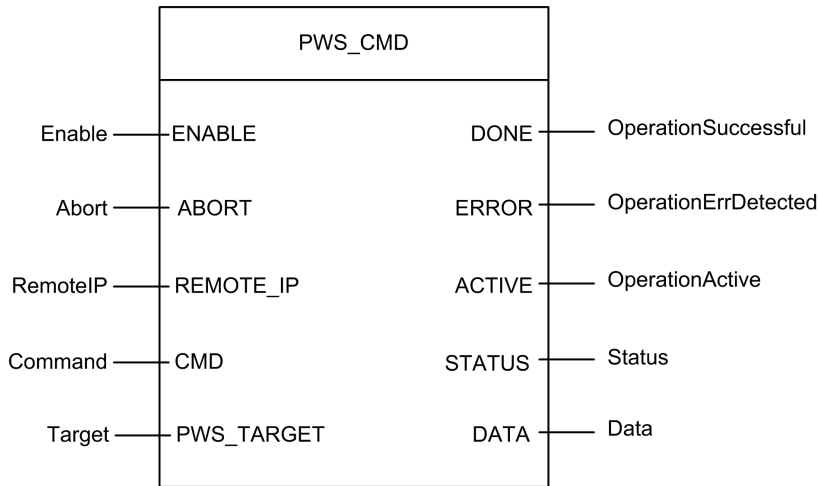 PWS_CMD
Enable ENABLE DONE OperationSuccessful
Abort ABORT ERROR OperationErrDetected
RemoteIP REMOTE_IP ACTIVE OperationActive
Command CMD STATUS Status
Target PWS_TARGET DATA Data